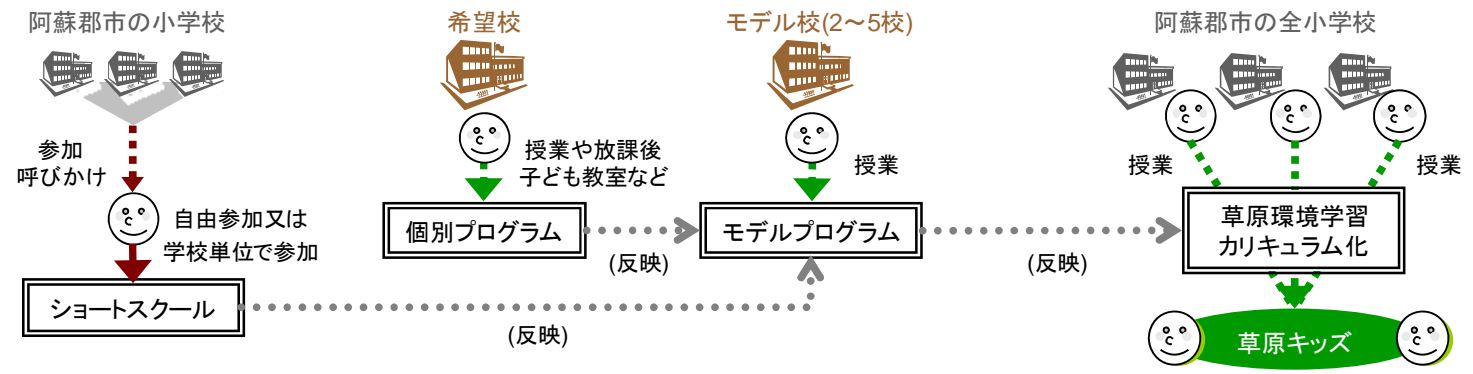 阿蘇郡市の小学校
希望校
モデル校(2～5校)
阿蘇郡市の全小学校
参加
呼びかけ
自由参加又は
学校単位で参加
ショートスクール
授業や放課後
子ども教室など
個別プログラム
(反映)
(反映)
授業
モデルプログラム
(反映)
授業
授業
草原環境学習
カリキュラム化
草原キッズ